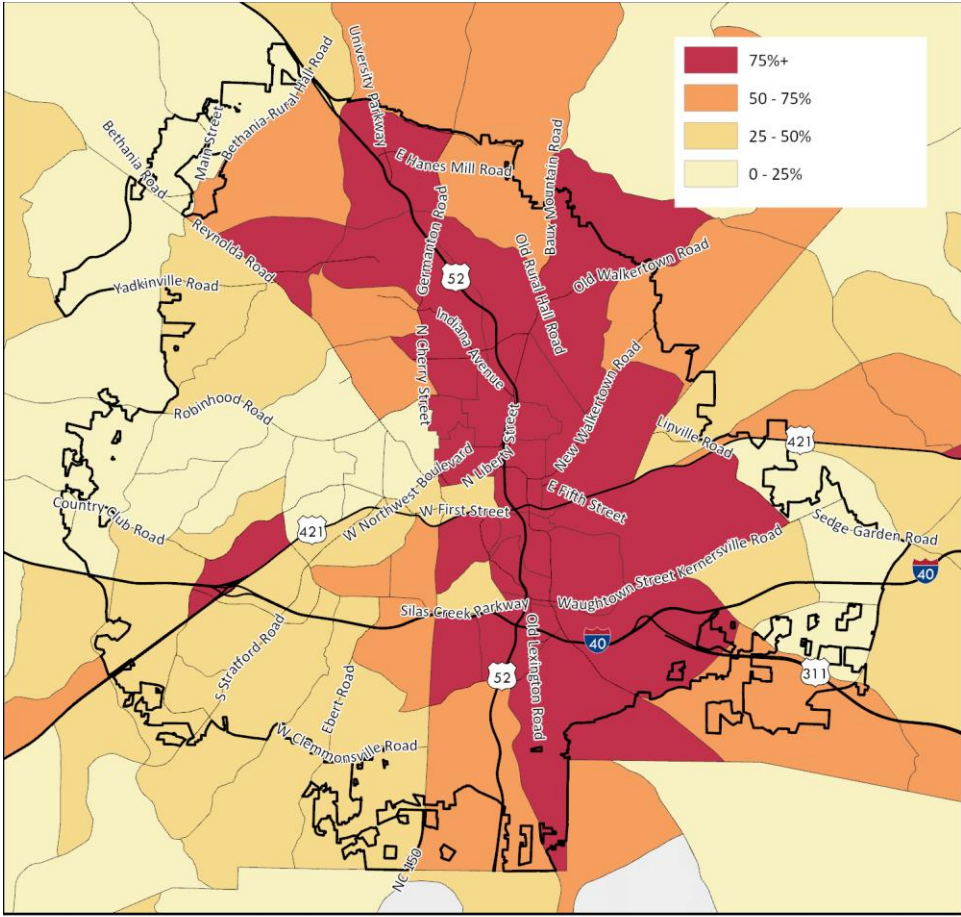 75%+
50 - 75%
25 - 50%
0 - 25%
University Parkway
Bethania-Rural Hall Road
Main Street
Bethania Road
E Hanes Mill Road
Baux Mountain Road
Reynolda Road
Germanton Road
Old Rural Hall Road
Old Walkertown Road
52
Yadkinville Road
Indiana Avenue
N Cherry Street
New Walkertown Road
Robinhood Road
Linville Road
421
N Liberty Street
W Northwest Boulevard
E Fifth Street
Country Club Road
421
W First Street
Sedge Garden Road
Waughtown Street Kernersville Road
40
Silas Creek Parkway
40
S Stratford Road
Old Lexington Road
52
311
Ebert Road
W Clemmonsville Road
NC 150